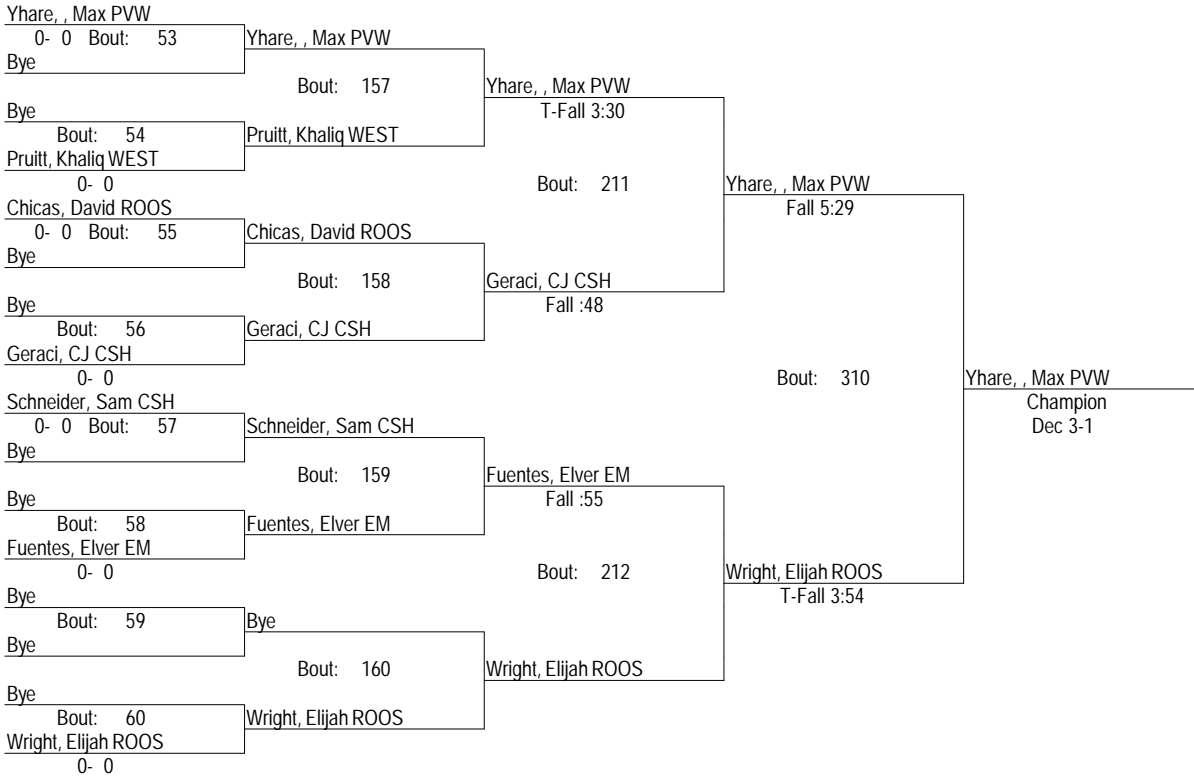 Yhare, , Max PVW
0- 0 Bout: 53
Bye
Bye
Bout: 54
Pruitt, Khaliq WEST
0- 0
Chicas, David ROOS
0- 0 Bout: 55
Bye
Bye
Bout: 56
Geraci, CJ CSH
0- 0
Schneider, Sam CSH
0- 0 Bout: 57
Bye
Bye
Bout: 58
Fuentes, Elver EM
0- 0
Bye
Bout: 59
Bye
Bye
Bout: 60
Wright, Elijah ROOS
0- 0
Yhare, , Max PVW
Bout: 157
Pruitt, Khaliq WEST
Chicas, David ROOS
Bout: 158
Geraci, CJ CSH
Schneider, Sam CSH
Bout: 159
Fuentes, Elver EM
Bye
Bout: 160
Wright, Elijah ROOS
Yhare, , Max PVW
T-Fall 3:30
Bout: 211
Geraci, CJ CSH
Fall :48
Fuentes, Elver EM
Fall :55
Bout: 212
Wright, Elijah ROOS
Yhare, , Max PVW
Fall 5:29
Bout: 310
Wright, Elijah ROOS
T-Fall 3:54
Yhare, , Max PVW
Champion
Dec 3-1